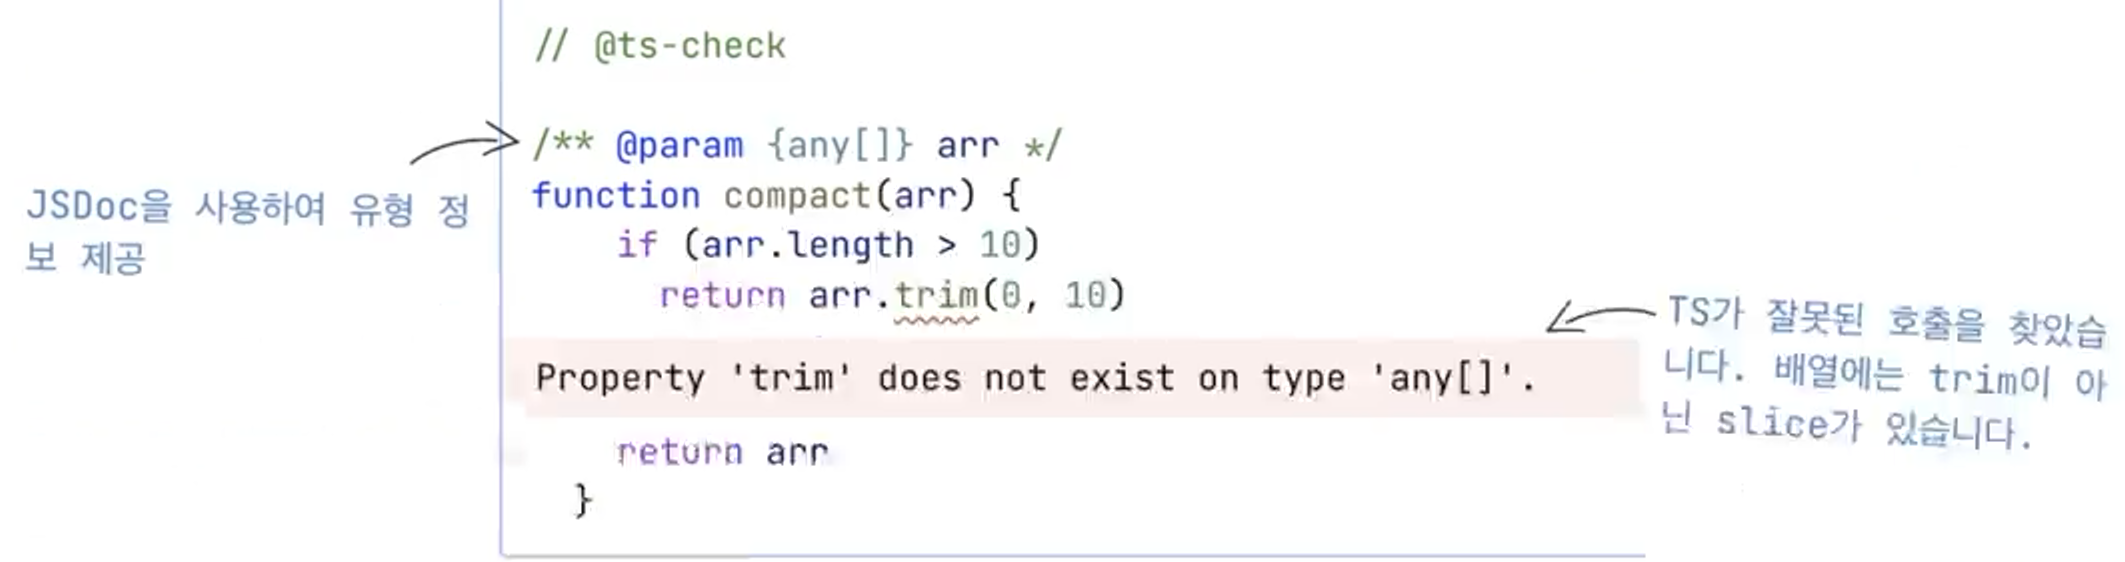 // @ts-check
/** @param {any[]} arr */
function compact(arr) {
if (arr.length > 10)
return arr.trim(0, 10)
Property 'trim' does not exist on type 'any[]'.
return arr
}
JSDoc을 사용하여 유형 정
보 제공
TS가 잘못된 호출을 찾았습
니다. 배열에는 trim이 아
닌 slice가 있습니다.